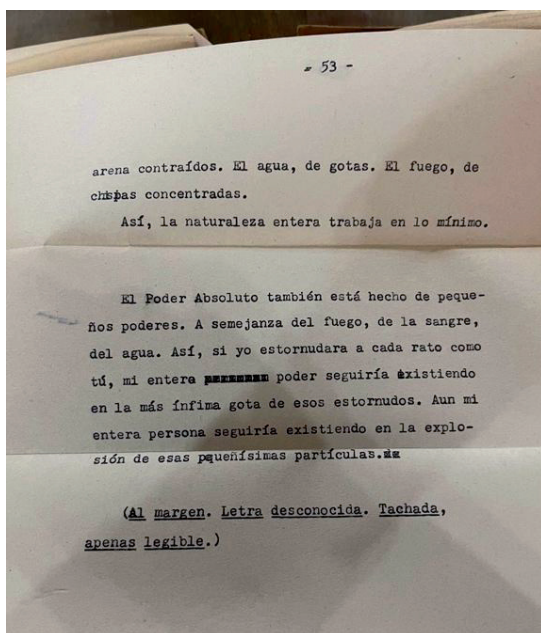 - 53 -
arena contraídos. El agua, de gotas. El fuego, de
chispas concentradas.
Así, la naturaleza entera trabaja en lo mínimo.
El Poder Absoluto también está hecho de peque-
ños poderes. A semejanza del fuego, de la sangre,
del agua. Así, si yo estornudara a cada rato como
tú, mi entera poder seguiría existiendo
en la más ínfima gota de esos estornudos. Aun mi
entera persona seguiría existiendo en la explo-
sión de esas pqueñísimas partículas.
(Al margen. Letra desconocida. Tachada,
apenas legible.)